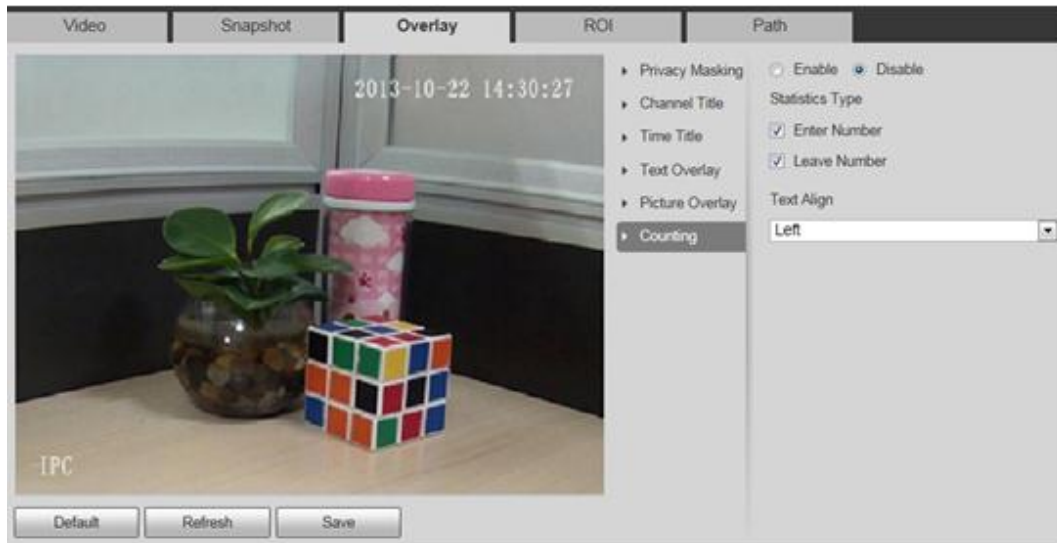 Video
Snapshot
Overlay
ROI
Path
2013-10-22 14:30:27
IPC
Privacy Masking
Channel Title
Time Title
Text Overlay
Picture Overlay
Counting
Enable
Disable
Statistics Type
Enter Number
Leave Number
Text Align
Left
Default
Refresh
Save